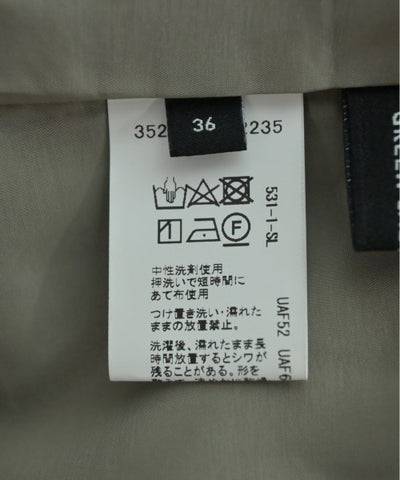 36
352
2235
531-1-SL
F
中性洗剤使用
押洗いで短時間に
あて布使用
つけ置き洗い・濡れた
ままの放置禁止。
洗濯後、濡れたまま長
時間放置するとシワが
残ることがある。形を
UAF52 UAF6
GREEN